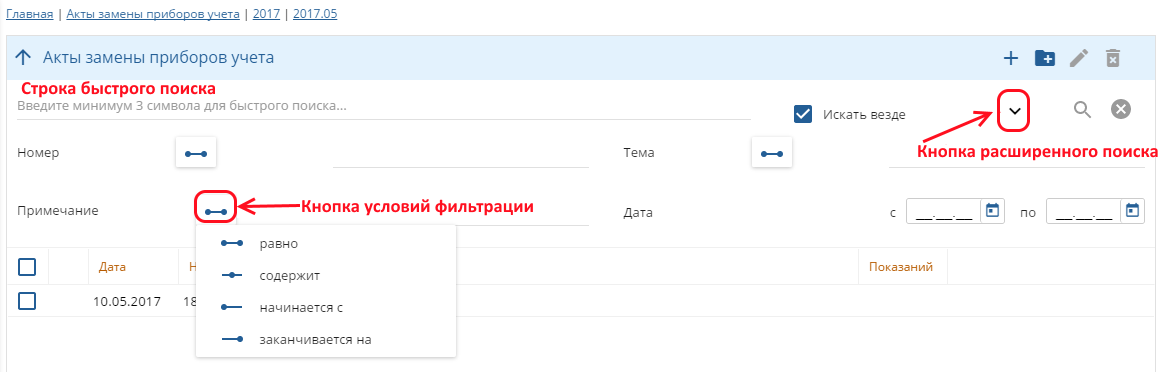 Главная | Акты замены приборов учета | 2017 | 2017.05
Акты замены приборов учета
Строка быстрого поиска
Введите минимум 3 символа для быстрого поиска...
Искать везде
Кнопка расширенного поиска
Номер
Тема
Примечание
Кнопка условий фильтрации
Дата
с __.__.__ по __.__.__
равно
содержит
начинается с
заканчивается на
Дата
Показаний
10.05.2017 18